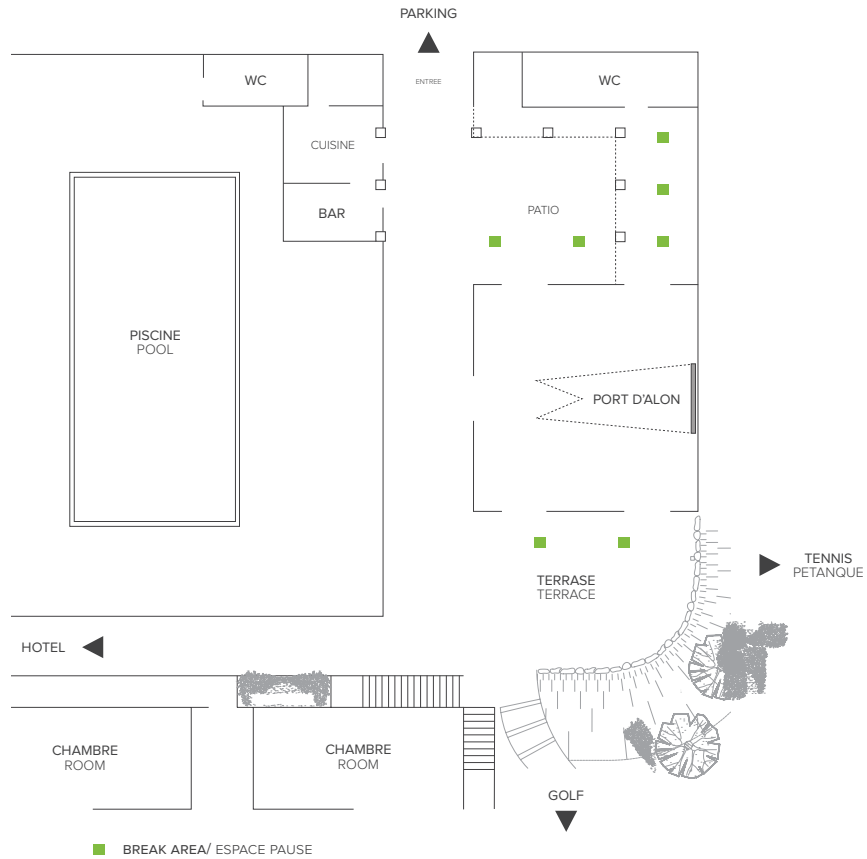 PARKING
WC
ENTREE
WC
CUISINE
BAR
PATIO
PISCINE
POOL
PORT D'ALON
TENNIS
PETANQUE
TERRASE
TERRACE
HOTEL
CHAMBRE
ROOM
CHAMBRE
ROOM
GOLF
BREAK AREA/ ESPACE PAUSE